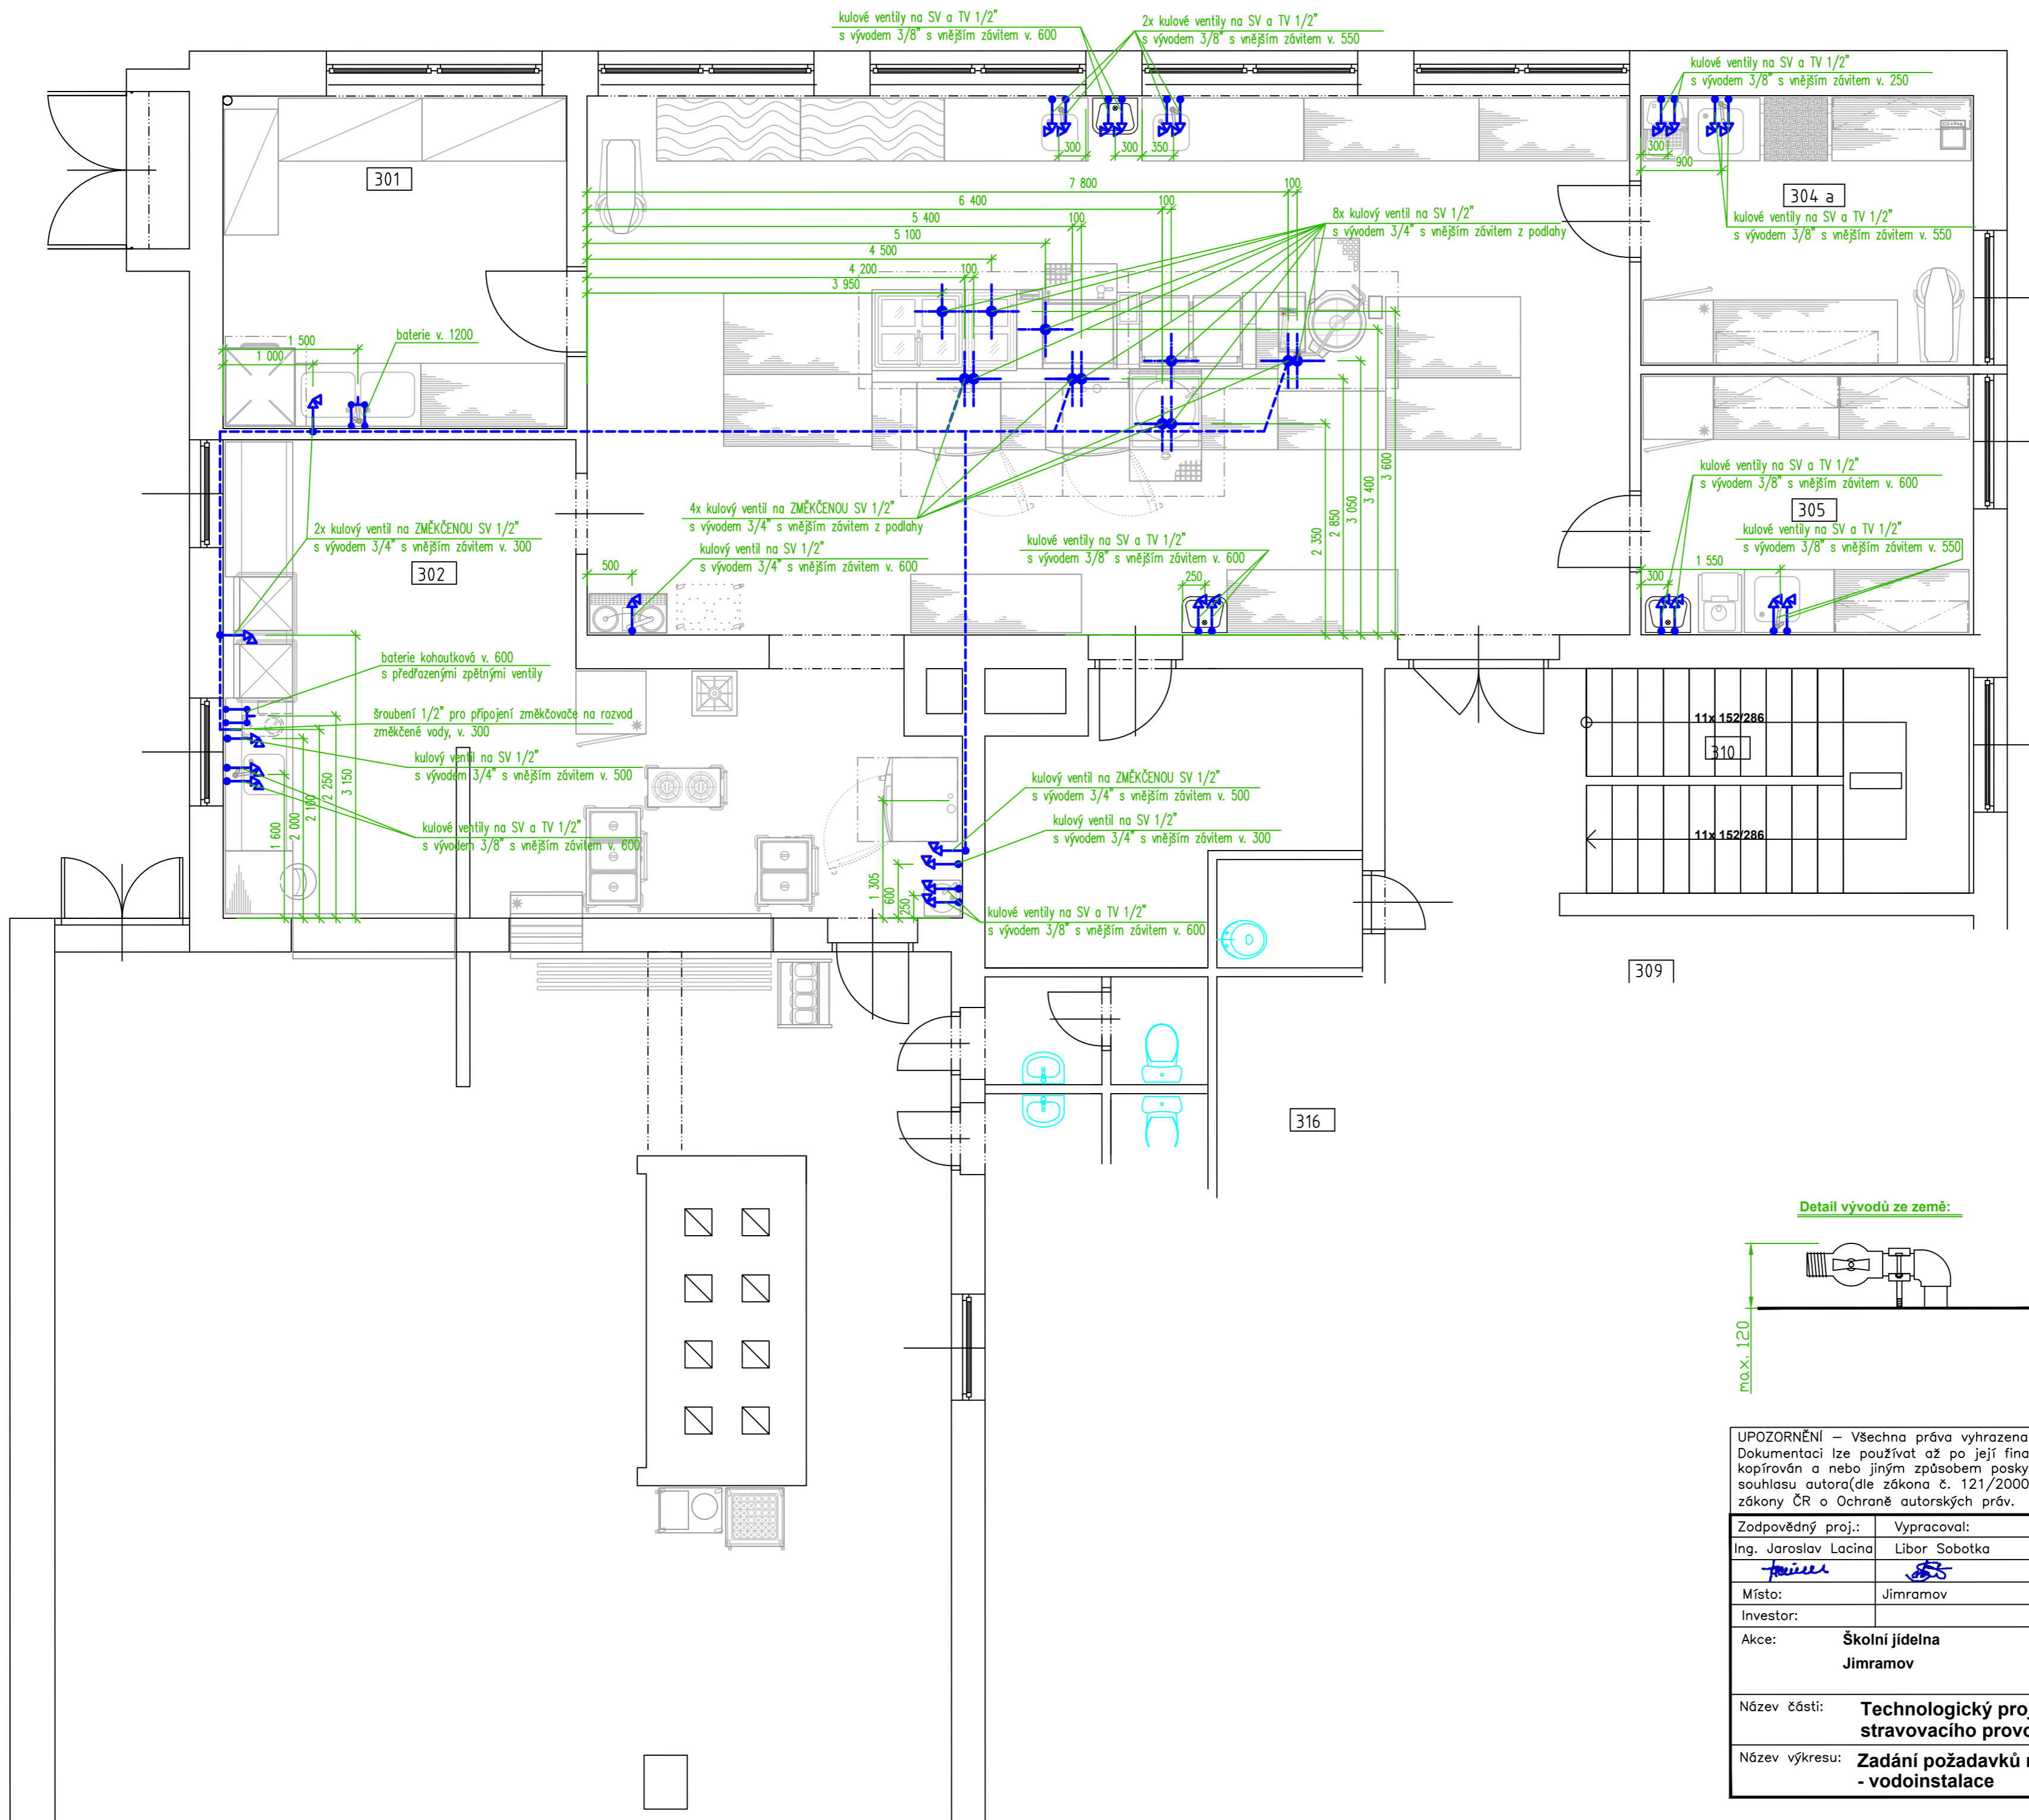 kulové ventily na SV a TV 1/2"
s vývodem 3/8" s vnějším závitem v. 600
2x kulové ventily na SV a TV 1/2"
s vývodem 3/8" s vnějším závitem v. 550
kulové ventily na SV a TV 1/2"
s vývodem 3/8" s vnějším závitem v. 250
300
300
350
300
900
301
304 a
7 800
100
6 400
100
5 400
100
5 100
4 500
4 200
100
3 950
8x kulový ventil na SV 1/2"
s vývodem 3/4" s vnějším závitem z podlahy
kulové ventily na SV a TV 1/2"
s vývodem 3/8" s vnějším závitem v. 550
1 500
1 000
baterie v. 1200
3 600
3 400
3 050
2 850
2 350
4x kulový ventil na ZMĚKČENOU SV 1/2"
s vývodem 3/4" s vnějším závitem z podlahy
2x kulový ventil na ZMĚKČENOU SV 1/2"
s vývodem 3/4" s vnějším závitem v. 300
302
kulový ventil na SV 1/2"
s vývodem 3/4" s vnějším závitem v. 600
500
kulové ventily na SV a TV 1/2"
s vývodem 3/8" s vnějším závitem v. 600
250
kulové ventily na SV a TV 1/2"
s vývodem 3/8" s vnějším závitem v. 600
305
kulové ventily na SV a TV 1/2"
s vývodem 3/8" s vnějším závitem v. 550
1 550
300
baterie kohoutková v. 600
s předřazenými zpětnými ventily
šroubení 1/2" pro připojení změkčovače na rozvod
změkčené vody, v. 300
kulový ventil na SV 1/2"
s vývodem 3/4" s vnějším závitem v. 500
kulové ventily na SV a TV 1/2"
s vývodem 3/8" s vnějším závitem v. 600
1 600
2 000
2 100
2 250
3 150
kulový ventil na ZMĚKČENOU SV 1/2"
s vývodem 3/4" s vnějším závitem v. 500
kulový ventil na SV 1/2"
s vývodem 3/4" s vnějším závitem v. 300
kulové ventily na SV a TV 1/2"
s vývodem 3/8" s vnějším závitem v. 600
1 305
600
250
11x 152/286
310
11x 152/286
309
316
Detail vývodů ze země:
max. 120
UPOZORNĚNÍ – Všechna práva vyhrazena
Dokumentaci lze používat až po její fina
kopírován a nebo jiným způsobem posky
souhlasu autora(dle zákona č. 121/2000
zákony ČR o Ochraně autorských práv.
Zodpovědný proj.: Vypracoval:
Ing. Jaroslav Lacina Libor Sobotka
Místo: Jimramov
Investor:
Akce: Školní jídelna
Jimramov
Název části: Technologický proj
stravovacího provo
Název výkresu: Zadání požadavků n
- vodoinstalace